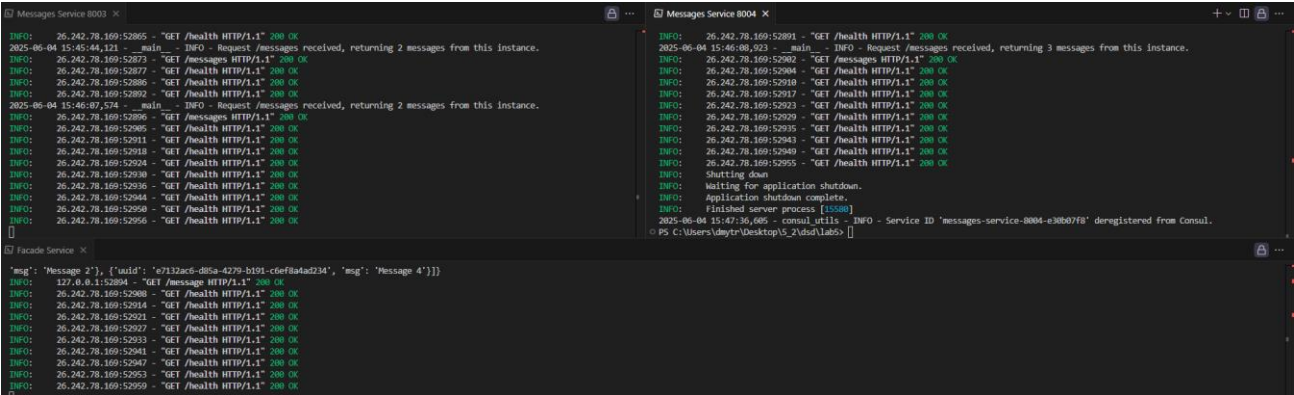 Messages Service 8003
INFO: 26.242.78.169:52865 - "GET /health HTTP/1.1" 200 OK
2025-06-04 15:45:44,121 - __main__ - INFO - Request /messages received, returning 2 messages from this instance.
INFO: 26.242.78.169:52873 - "GET /messages HTTP/1.1" 200 OK
INFO: 26.242.78.169:52877 - "GET /health HTTP/1.1" 200 OK
INFO: 26.242.78.169:52886 - "GET /health HTTP/1.1" 200 OK
INFO: 26.242.78.169:52892 - "GET /health HTTP/1.1" 200 OK
2025-06-04 15:46:07,574 - __main__ - INFO - Request /messages received, returning 2 messages from this instance.
INFO: 26.242.78.169:52896 - "GET /messages HTTP/1.1" 200 OK
INFO: 26.242.78.169:52905 - "GET /health HTTP/1.1" 200 OK
INFO: 26.242.78.169:52911 - "GET /health HTTP/1.1" 200 OK
INFO: 26.242.78.169:52918 - "GET /health HTTP/1.1" 200 OK
INFO: 26.242.78.169:52924 - "GET /health HTTP/1.1" 200 OK
INFO: 26.242.78.169:52930 - "GET /health HTTP/1.1" 200 OK
INFO: 26.242.78.169:52936 - "GET /health HTTP/1.1" 200 OK
INFO: 26.242.78.169:52944 - "GET /health HTTP/1.1" 200 OK
INFO: 26.242.78.169:52950 - "GET /health HTTP/1.1" 200 OK
INFO: 26.242.78.169:52956 - "GET /health HTTP/1.1" 200 OK
Messages Service 8004
INFO: 26.242.78.169:52891 - "GET /health HTTP/1.1" 200 OK
2025-06-04 15:46:08,923 - __main__ - INFO - Request /messages received, returning 3 messages from this instance.
INFO: 26.242.78.169:52902 - "GET /messages HTTP/1.1" 200 OK
INFO: 26.242.78.169:52904 - "GET /health HTTP/1.1" 200 OK
INFO: 26.242.78.169:52910 - "GET /health HTTP/1.1" 200 OK
INFO: 26.242.78.169:52917 - "GET /health HTTP/1.1" 200 OK
INFO: 26.242.78.169:52923 - "GET /health HTTP/1.1" 200 OK
INFO: 26.242.78.169:52929 - "GET /health HTTP/1.1" 200 OK
INFO: 26.242.78.169:52935 - "GET /health HTTP/1.1" 200 OK
INFO: 26.242.78.169:52943 - "GET /health HTTP/1.1" 200 OK
INFO: 26.242.78.169:52949 - "GET /health HTTP/1.1" 200 OK
INFO: 26.242.78.169:52955 - "GET /health HTTP/1.1" 200 OK
INFO: Shutting down
INFO: Waiting for application shutdown.
INFO: Application shutdown complete.
INFO: Finished server process [15580]
2025-06-04 15:47:36,605 - consul_utils - INFO - Service ID 'messages-service-8004-e30b07f8' deregistered from Consul.
PS C:\Users\dmytr\Desktop\5_2\dsd\lab5>
Facade Service
'msg': 'Message 2'}, {'uuid': 'e7132ac6-d85a-4279-b191-c6ef8a4ad234', 'msg': 'Message 4'}]}
INFO: 127.0.0.1:52894 - "GET /message HTTP/1.1" 200 OK
INFO: 26.242.78.169:52908 - "GET /health HTTP/1.1" 200 OK
INFO: 26.242.78.169:52914 - "GET /health HTTP/1.1" 200 OK
INFO: 26.242.78.169:52921 - "GET /health HTTP/1.1" 200 OK
INFO: 26.242.78.169:52927 - "GET /health HTTP/1.1" 200 OK
INFO: 26.242.78.169:52933 - "GET /health HTTP/1.1" 200 OK
INFO: 26.242.78.169:52941 - "GET /health HTTP/1.1" 200 OK
INFO: 26.242.78.169:52947 - "GET /health HTTP/1.1" 200 OK
INFO: 26.242.78.169:52953 - "GET /health HTTP/1.1" 200 OK
INFO: 26.242.78.169:52959 - "GET /health HTTP/1.1" 200 OK